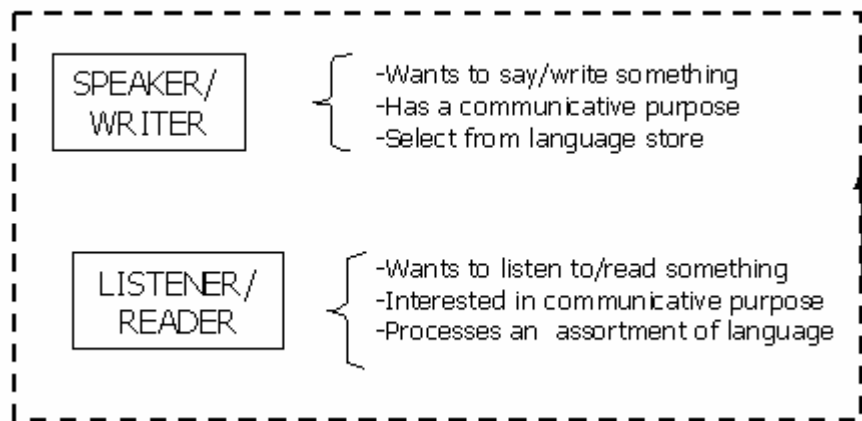 SPEAKER/
WRITER
-Wants to say/write something
-Has a communicative purpose
-Select from language store
LISTENER/
READER
-Wants to listen to/read something
-Interested in communicative purpose
-Processes an assortment of language